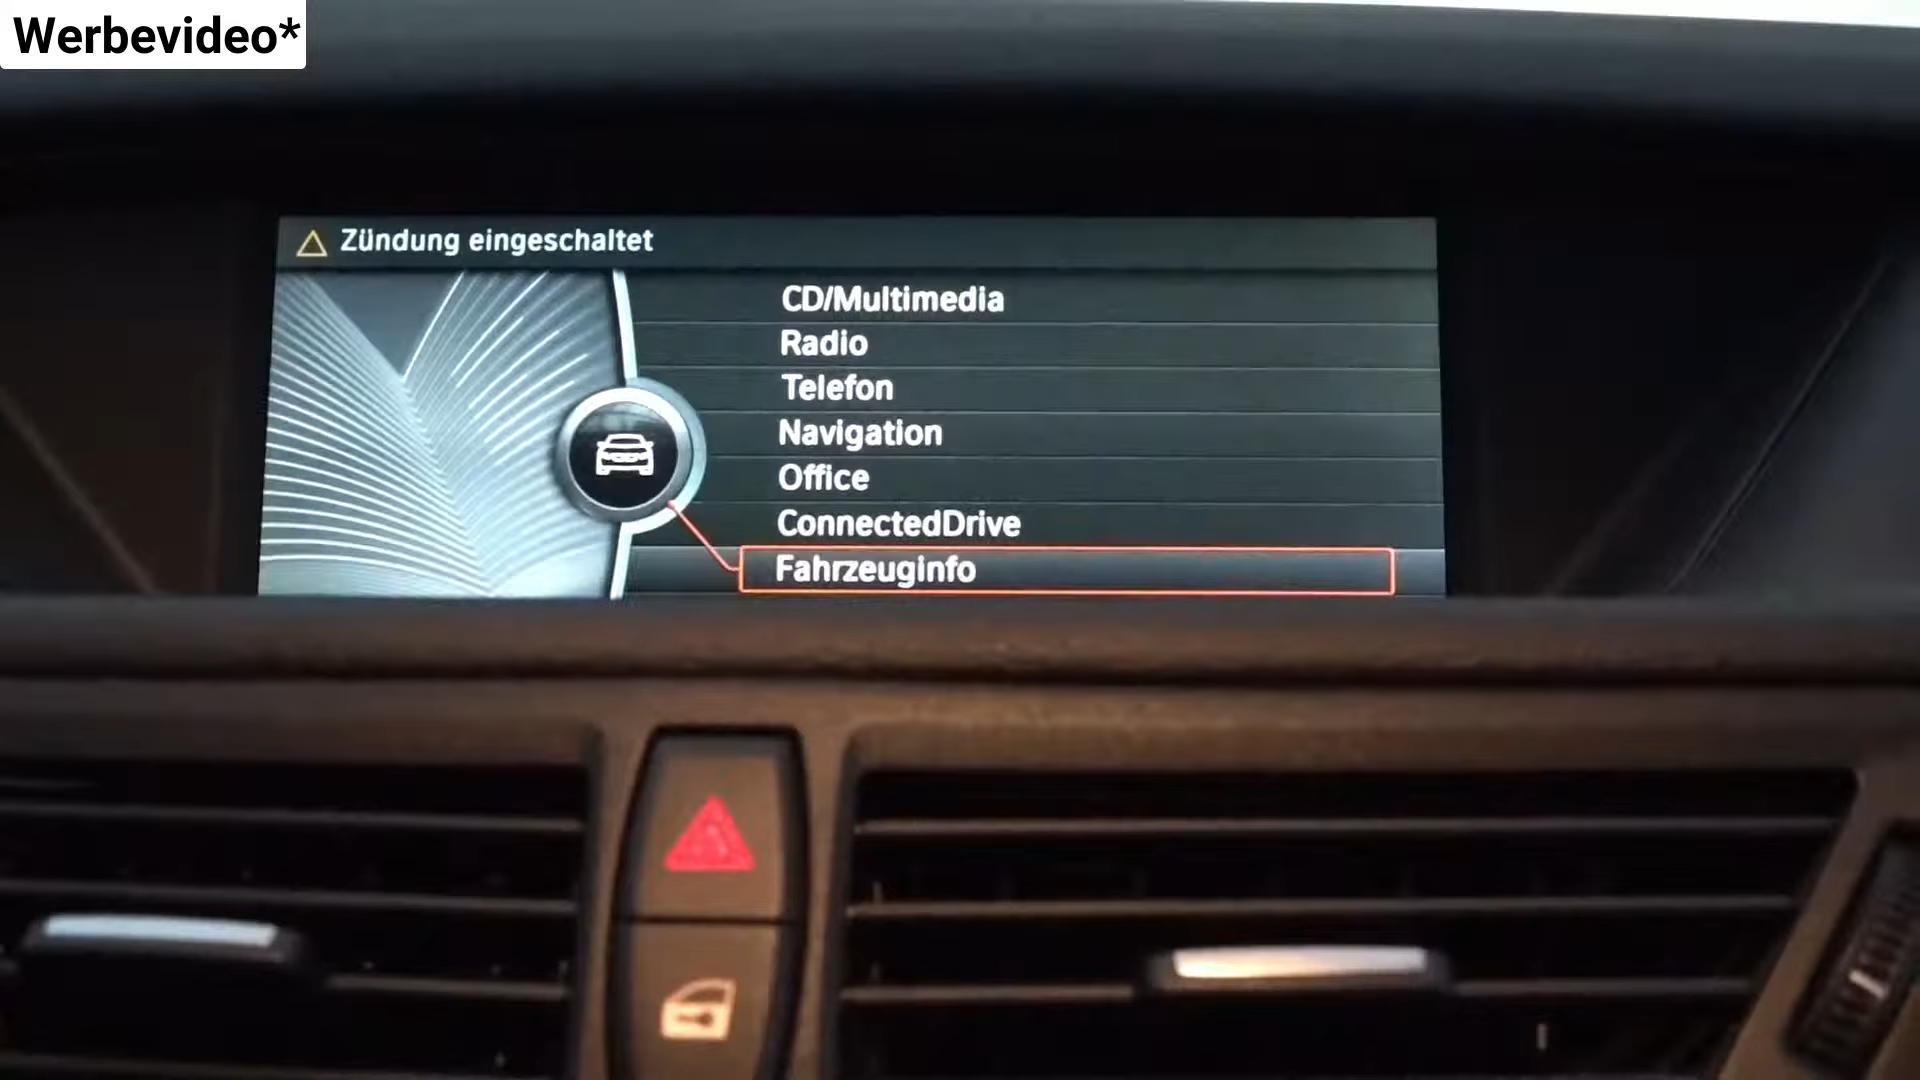 Werbevideo*
Zündung eingeschaltet
CD/Multimedia
Radio
Telefon
Navigation
Office
ConnectedDrive
Fahrzeuginfo